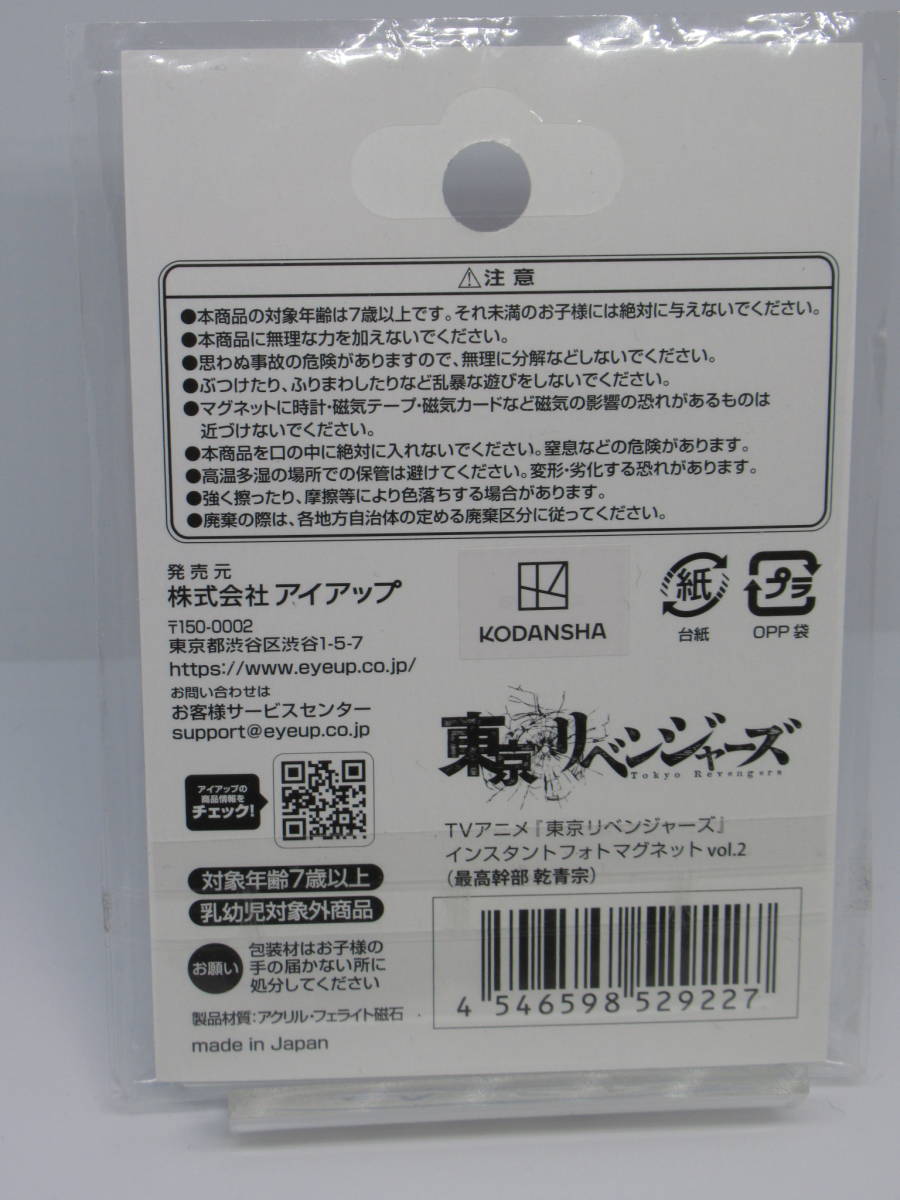 ⚠注意
●本商品の対象年齢は7歳以上です。それ未満のお子様には絶対に与えないでください。
●本商品に無理な力を加えないでください。
●思わぬ事故の危険がありますので、無理に分解などしないでください。
●ぶつけたり、ふりまわしたりなど乱暴な遊びをしないでください。
●マグネットに時計・磁気テープ・磁気カードなど磁気の影響の恐れがあるものは
近づけないでください。
●本商品を口の中に絶対に入れないでください。窒息などの危険があります。
●高温多湿の場所での保管は避けてください。変形・劣化する恐れがあります。
●強く擦ったり、摩擦等により色落ちする場合があります。
●廃棄の際は、各地方自治体の定める廃棄区分に従ってください。
発売元
株式会社 アイアップ
〒150-0002
東京都渋谷区渋谷1-5-7
https://www.eyeup.co.jp/
お問い合わせは
お客様サービスセンター
support@eyeup.co.jp
アイアップの
商品情報を
チェック!
対象年齢7歳以上
乳幼児対象外商品
お願い
包装材はお子様の
手の届かない所に
処分してください
製品材質:アクリル・フェライト磁石
made in Japan
KODANSHA
紙
台紙
プラ
OPP 袋
東京リベンジャーズ
Tokyo Revengers
TVアニメ『東京リベンジャーズ』
インスタントフォトマグネット vol.2
(最高幹部 乾青宗)
4 546598 529227